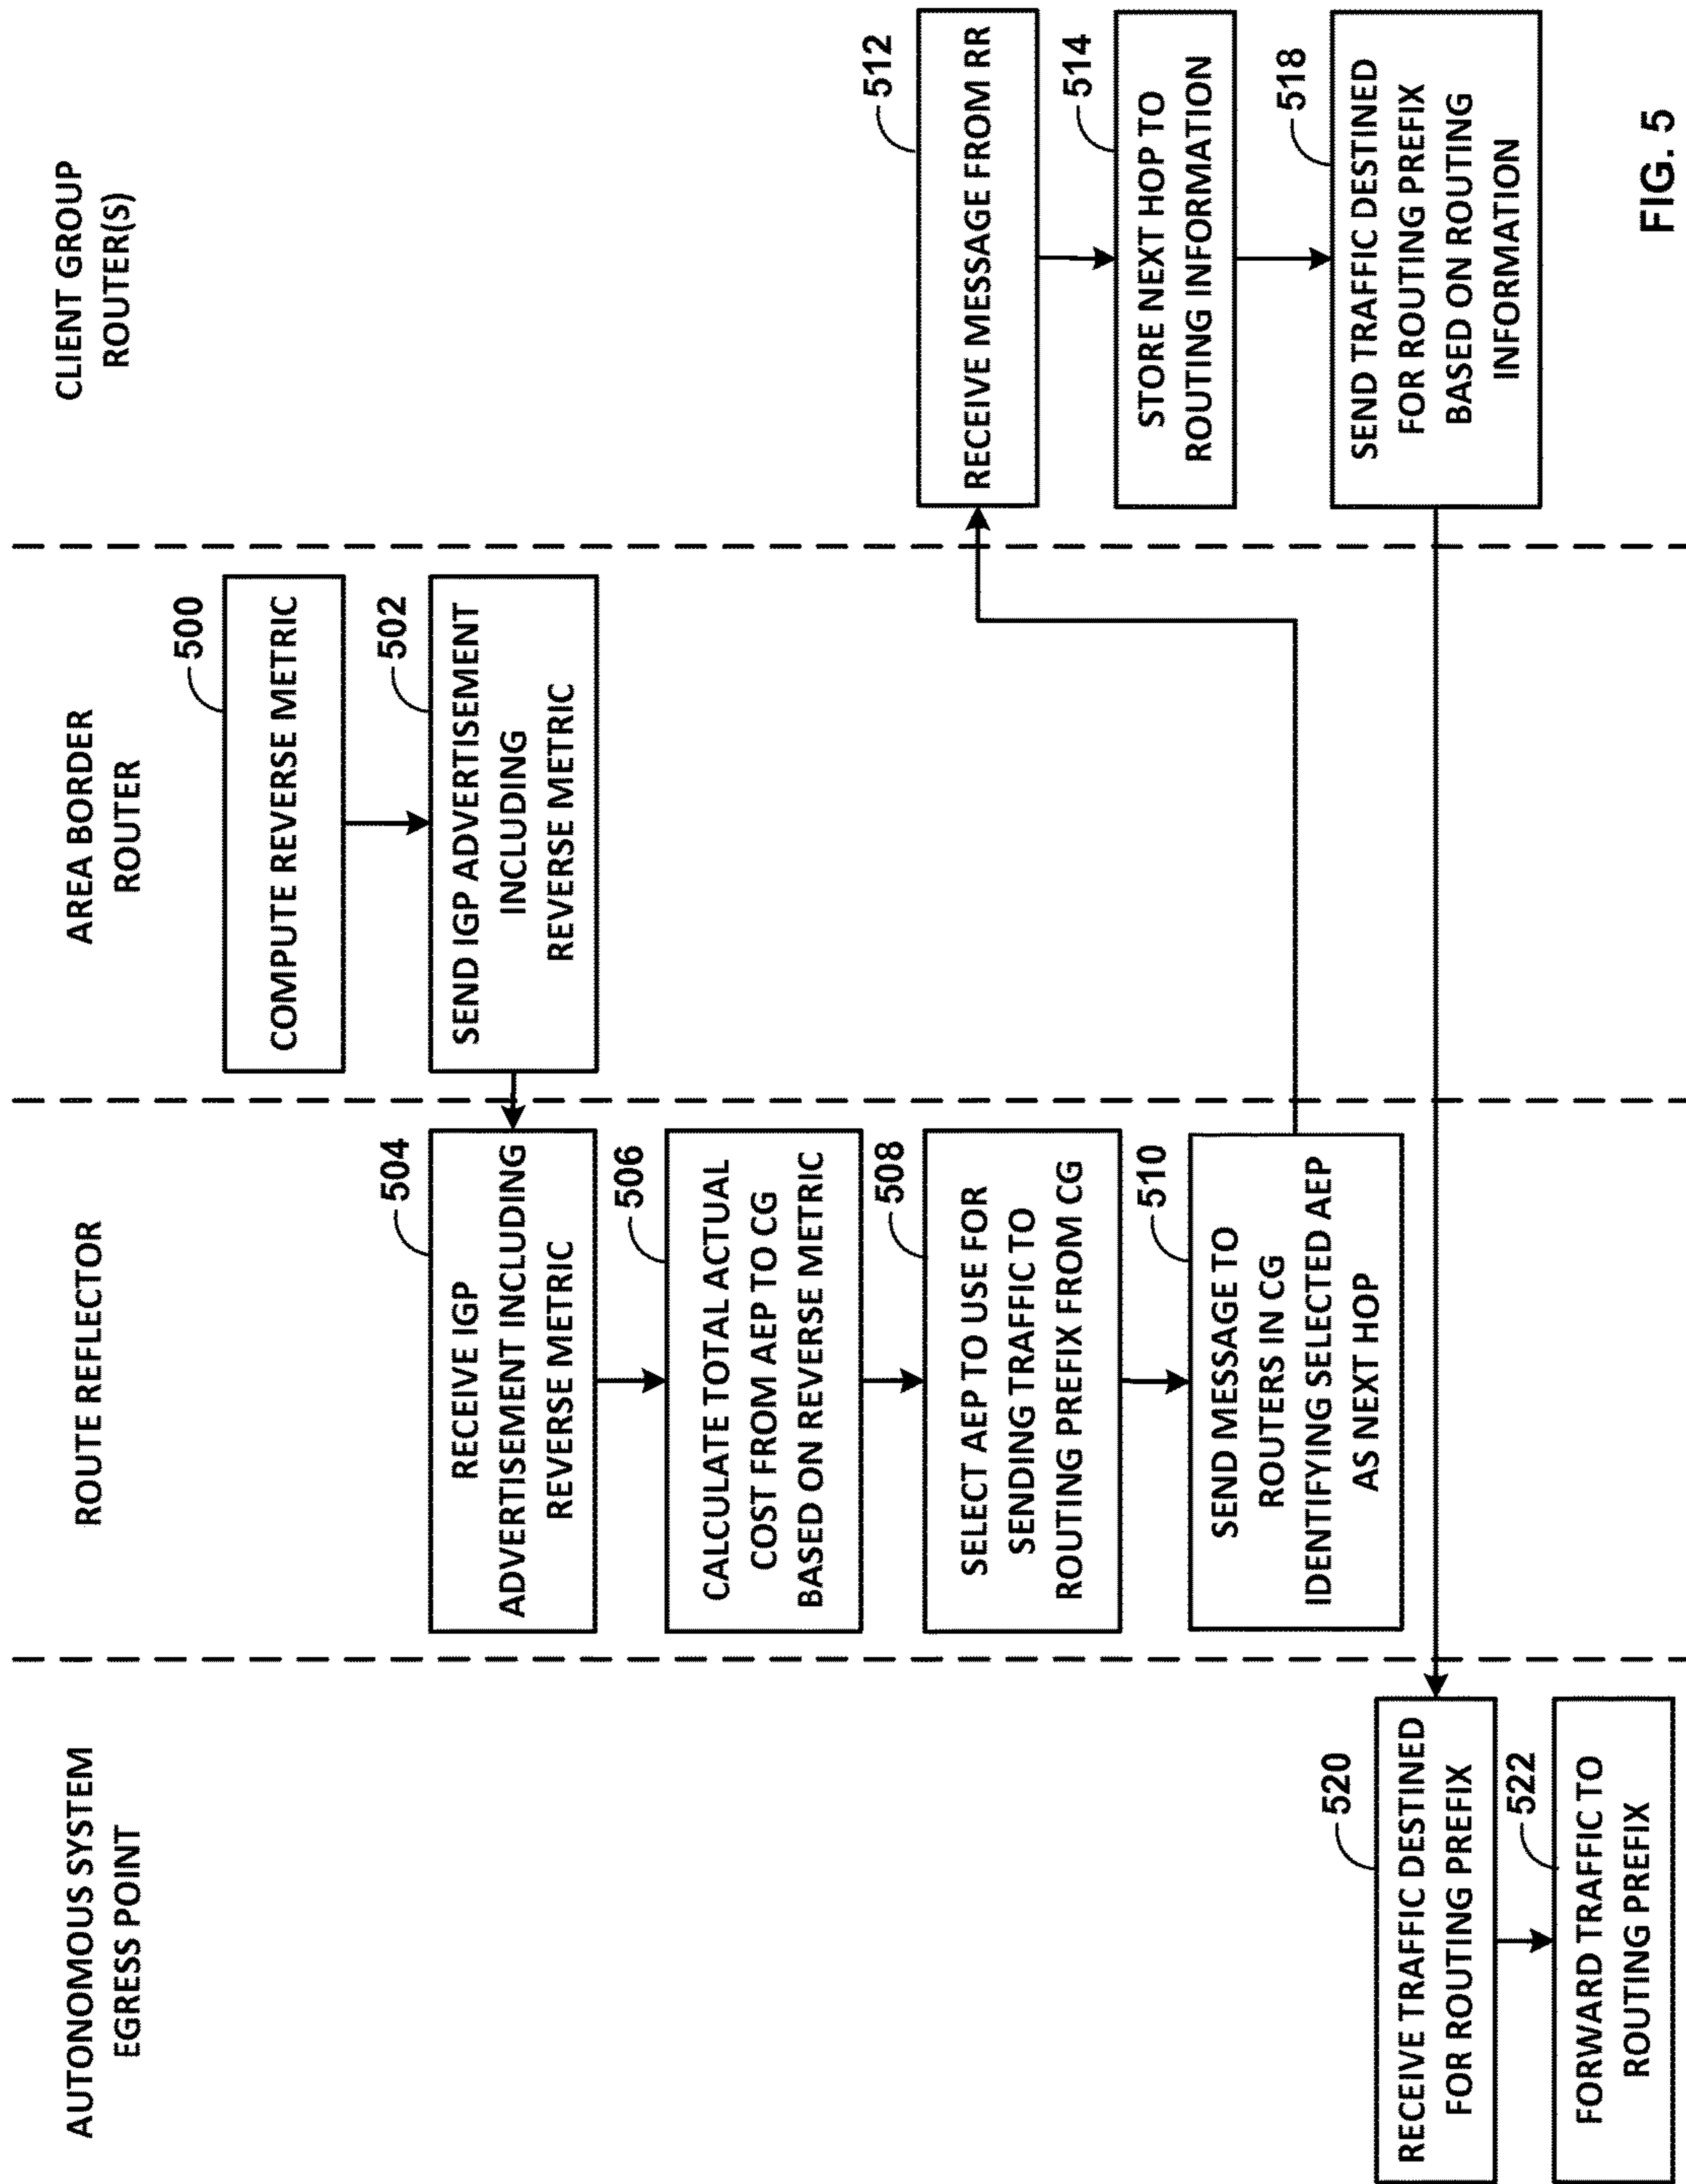 AUTONOMOUS SYSTEM
EGRESS POINT
ROUTE REFLECTOR
AREA BORDER
ROUTER
CLIENT GROUP
ROUTER(S)
500
COMPUTE REVERSE METRIC
502
SEND IGP ADVERTISEMENT
INCLUDING
REVERSE METRIC
504
RECEIVE IGP
ADVERTISEMENT INCLUDING
REVERSE METRIC
506
CALCULATE TOTAL ACTUAL
COST FROM AEP TO CG
BASED ON REVERSE METRIC
508
SELECT AEP TO USE FOR
SENDING TRAFFIC TO
ROUTING PREFIX FROM CG
510
SEND MESSAGE TO
ROUTERS IN CG
IDENTIFYING SELECTED AEP
AS NEXT HOP
512
RECEIVE MESSAGE FROM RR
514
STORE NEXT HOP TO
ROUTING INFORMATION
518
SEND TRAFFIC DESTINED
FOR ROUTING PREFIX
BASED ON ROUTING
INFORMATION
520
RECEIVE TRAFFIC DESTINED
FOR ROUTING PREFIX
522
FORWARD TRAFFIC TO
ROUTING PREFIX
FIG. 5